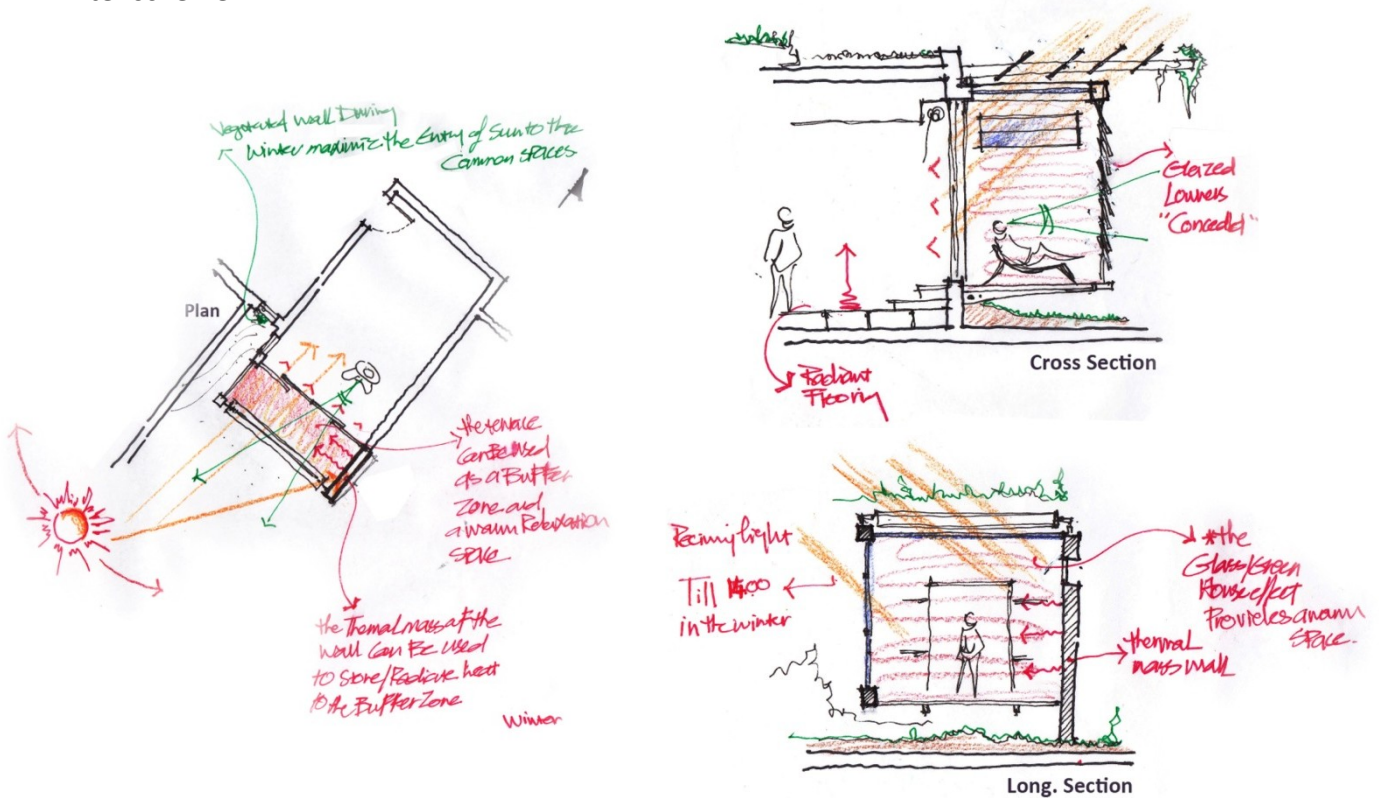 Vegetated wall During
winter maximize the Entry of Sun to the
Common spaces
Plan
the terrace
Can Be Used
as a Buffer
Zone and
a warm Relaxation
Space
the Thermal mass of the
wall Can Be Used
to Store/Radiate heat
to the Buffer Zone
Winter
Glazed
Louvers
"Concedled"
Radiant
Flooring
Cross Section
light
Till
in the winter
*the
Glass/Green
House effect
Provides a warm
Space.
thermal
mass wall
Long. Section